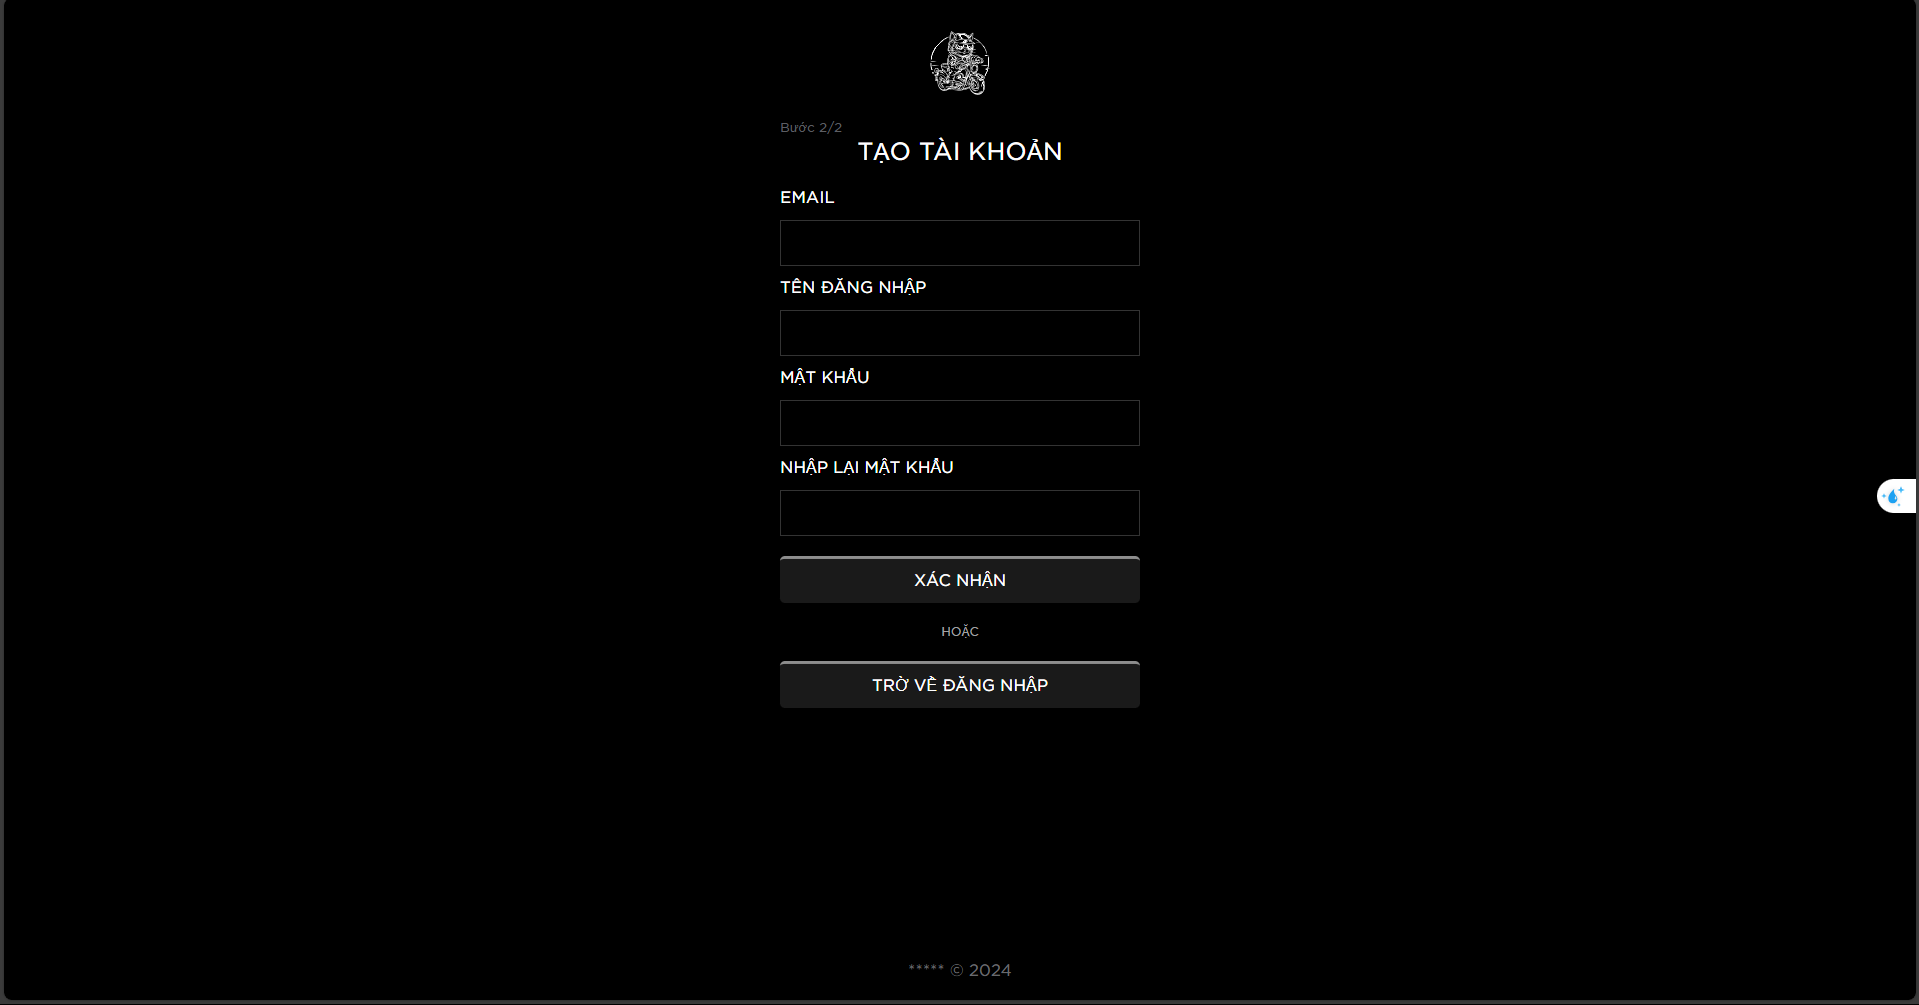 Bước 2/2
TẠO TÀI KHOẢN
EMAIL
TÊN ĐĂNG NHẬP
MẬT KHẨU
NHẬP LẠI MẬT KHẨU
XÁC NHẬN
HOẶC
TRỜ VỀ ĐĂNG NHẬP
***** © 2024